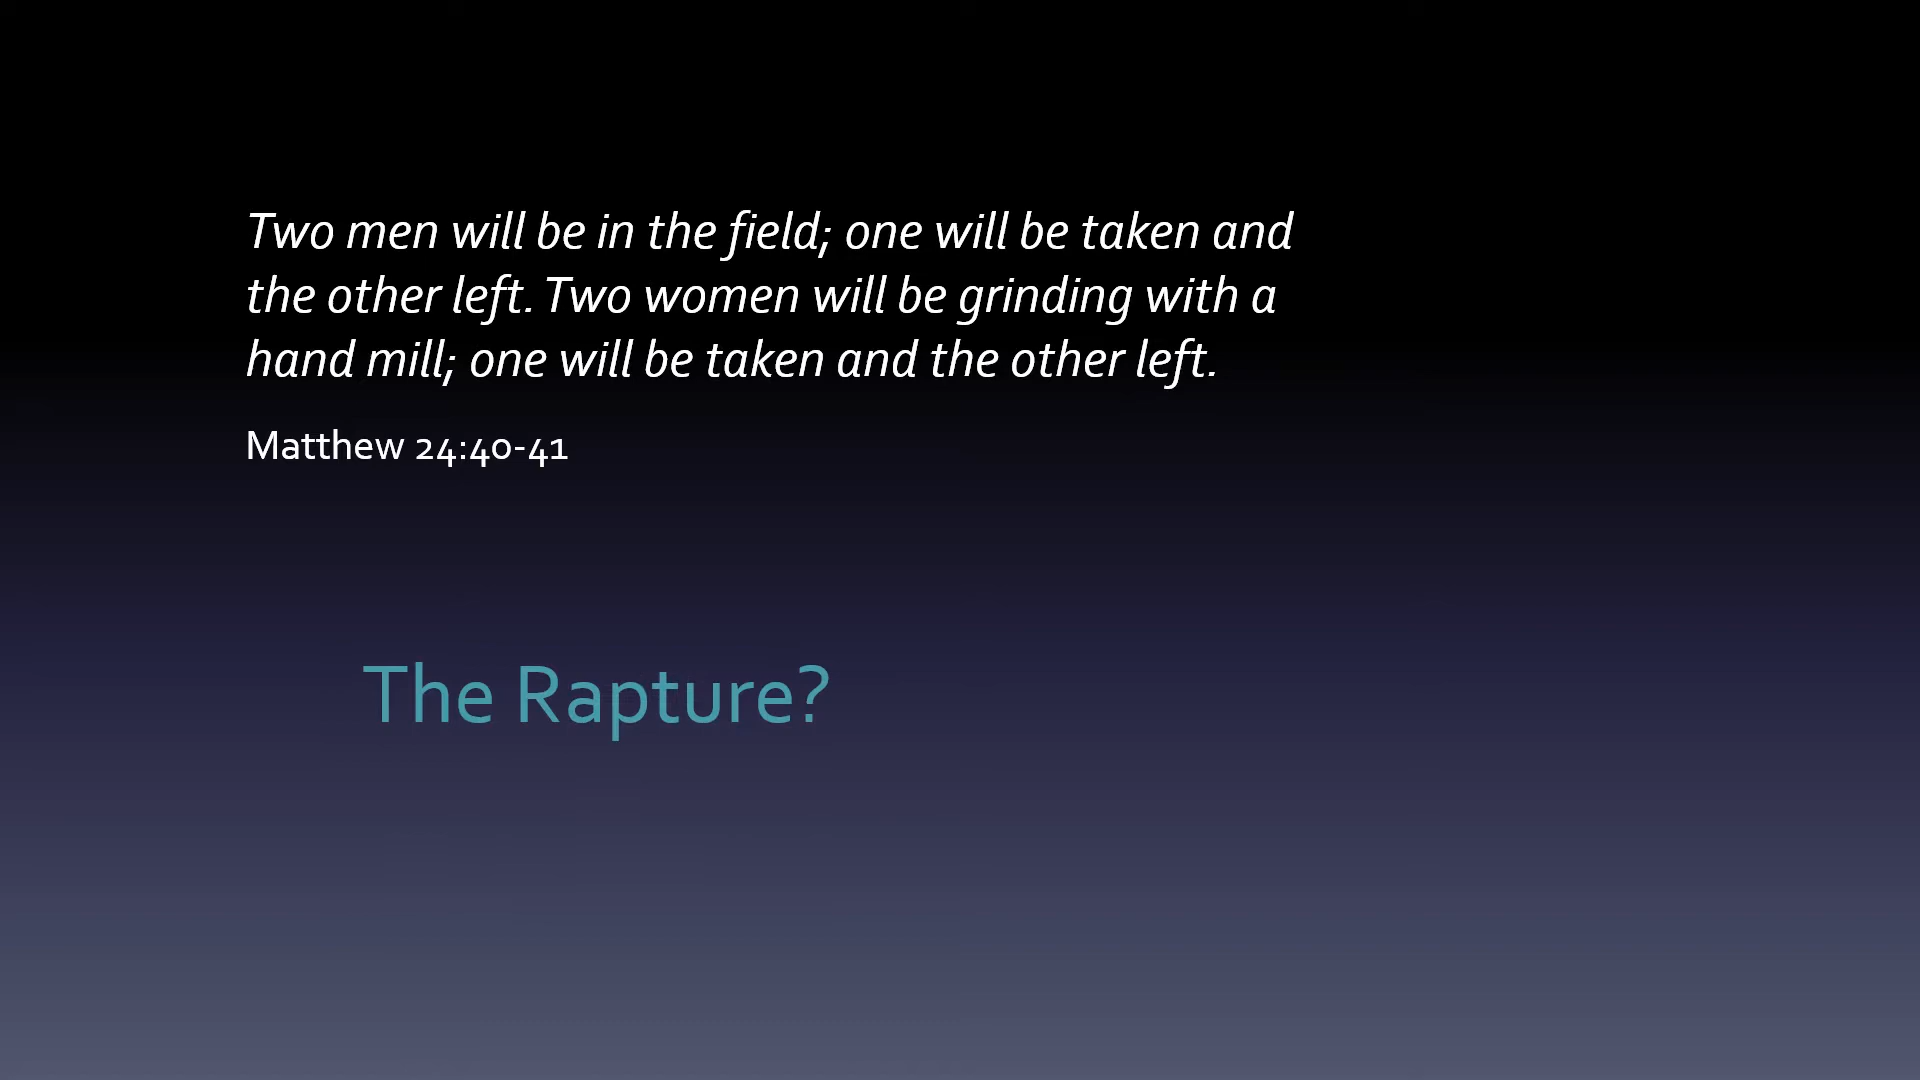 Two men will be in the field; one will be taken and
the other left. Two women will be grinding with a
hand mill; one will be taken and the other left.
Matthew 24:40-41
The Rapture?